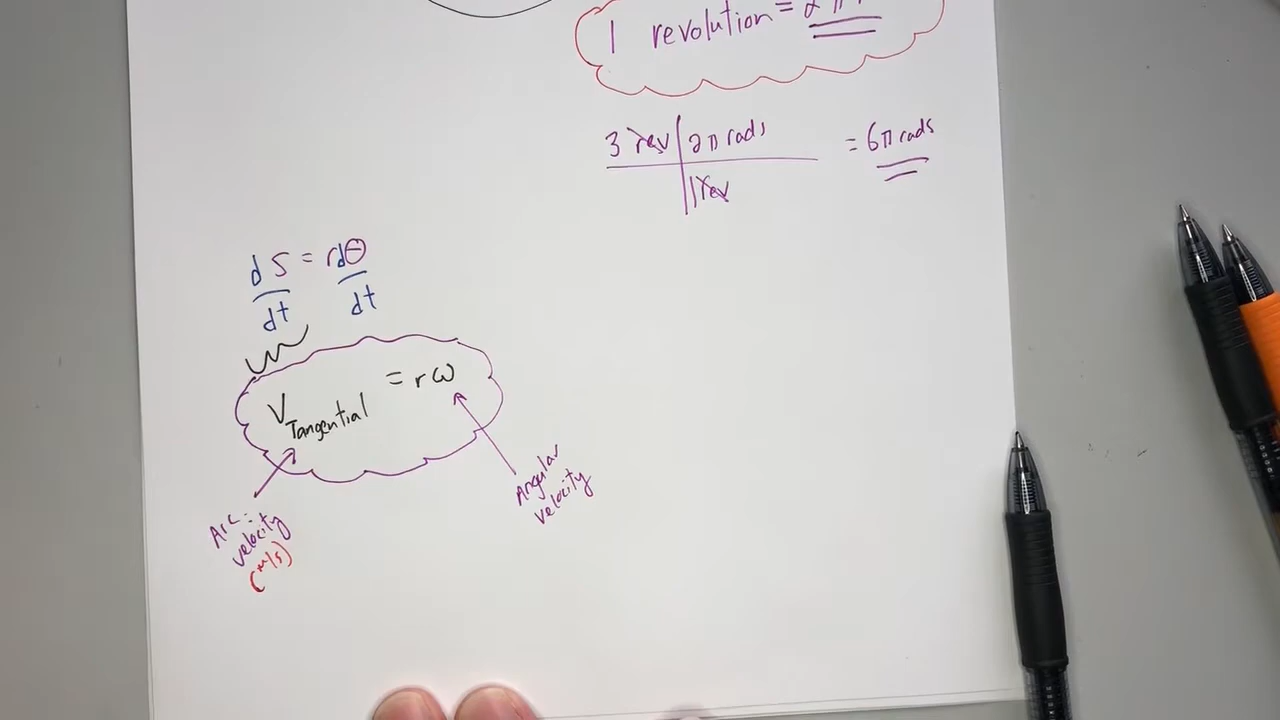 1 revolution = 2π
3 rev | 2π rads = 6π rads
1 rev
dS = rdθ
dt dt
V Tangential = rω
Arc-
velocity
(m/s)
Angular
velocity